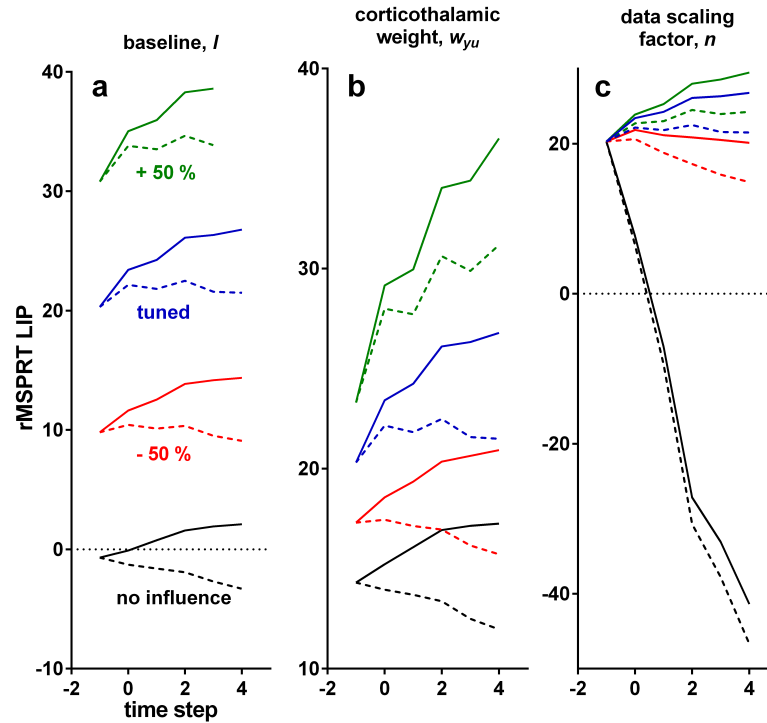 baseline, l
corticothalamic
weight, wyu
data scaling
factor, n
a
b
c
rMSPRT LIP
40
30
20
10
0
-10
+ 50 %
tuned
- 50 %
no influence
-2
0
2
4
time step
40
30
20
10
-2
0
2
4
20
0
-20
-40
-2
0
2
4